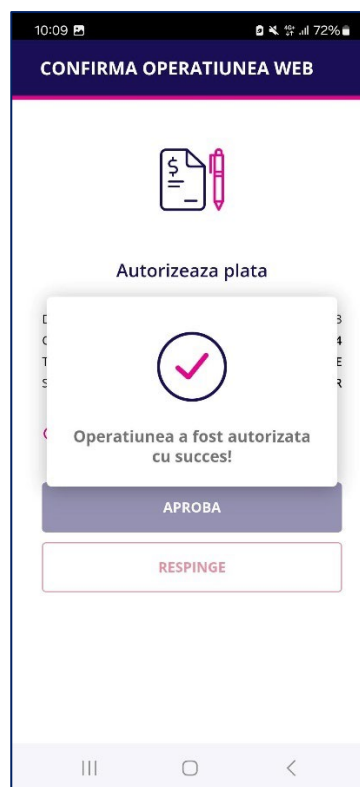 10:09 72%
CONFIRMA OPERATIUNEA WEB
$
Autorizeaza plata
Operatiunea a fost autorizata
cu succes!
APROBA
RESPINGE